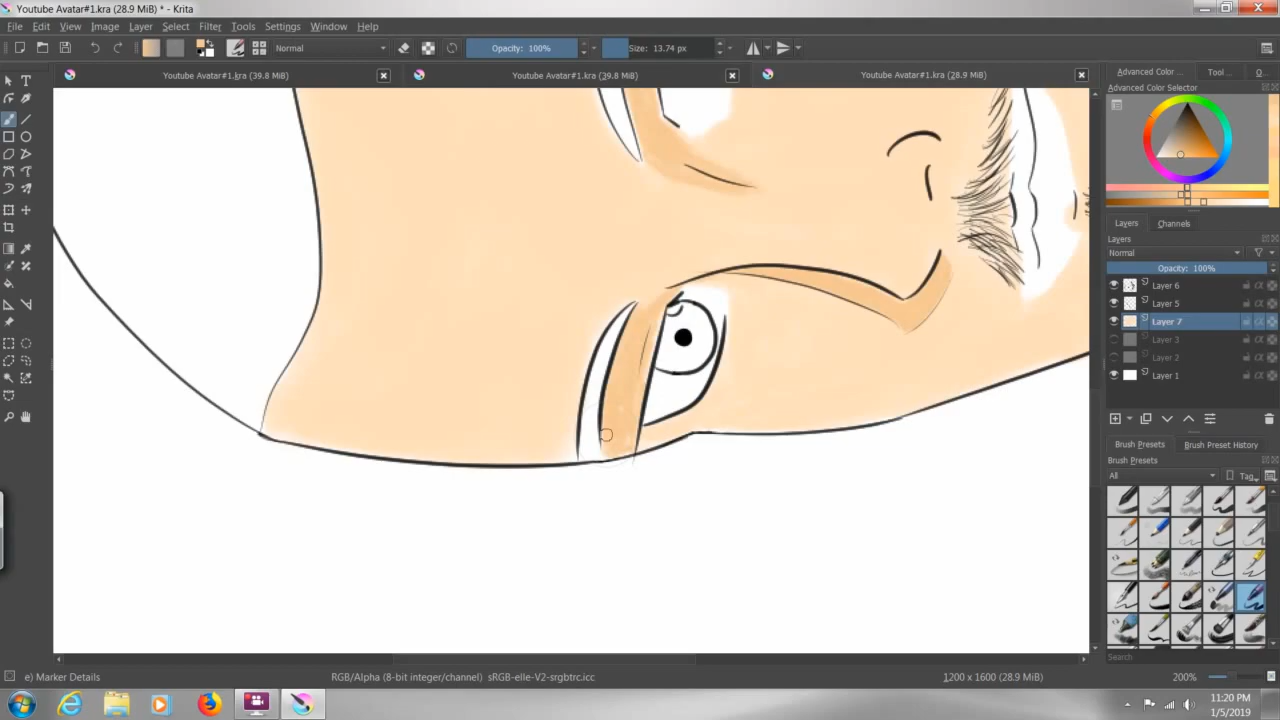 Youtube Avatar#1.kra (28.9 MiB) * - Krita
File Edit View Image Layer Select Filter Tools Settings Window Help
Normal Opacity: 100% Size: 13.74 px
Youtube Avatar#1.kra (39.8 MiB) Youtube Avatar#1.kra (39.8 MiB) Youtube Avatar#1.kra (28.9 MiB)
Advanced Color ... Tool ... O...
Advanced Color Selector
Layers Channels
Layers
Normal
Opacity: 100%
Layer 6
Layer 5
Layer 7
Layer 3
Layer 2
Layer 1
Brush Presets Brush Preset History
Brush Presets
All Tag
Search
e) Marker Details RGB/Alpha (8-bit integer/channel) sRGB-elle-V2-srgbtrc.icc 1200 x 1600 (28.9 MiB) 200%
11:20 PM
1/5/2019